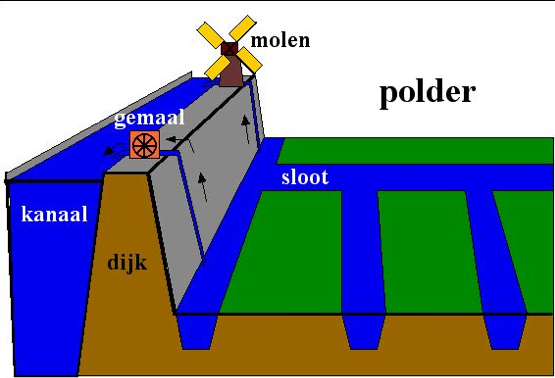 molen
polder
gemaal
sloot
kanaal
dijk